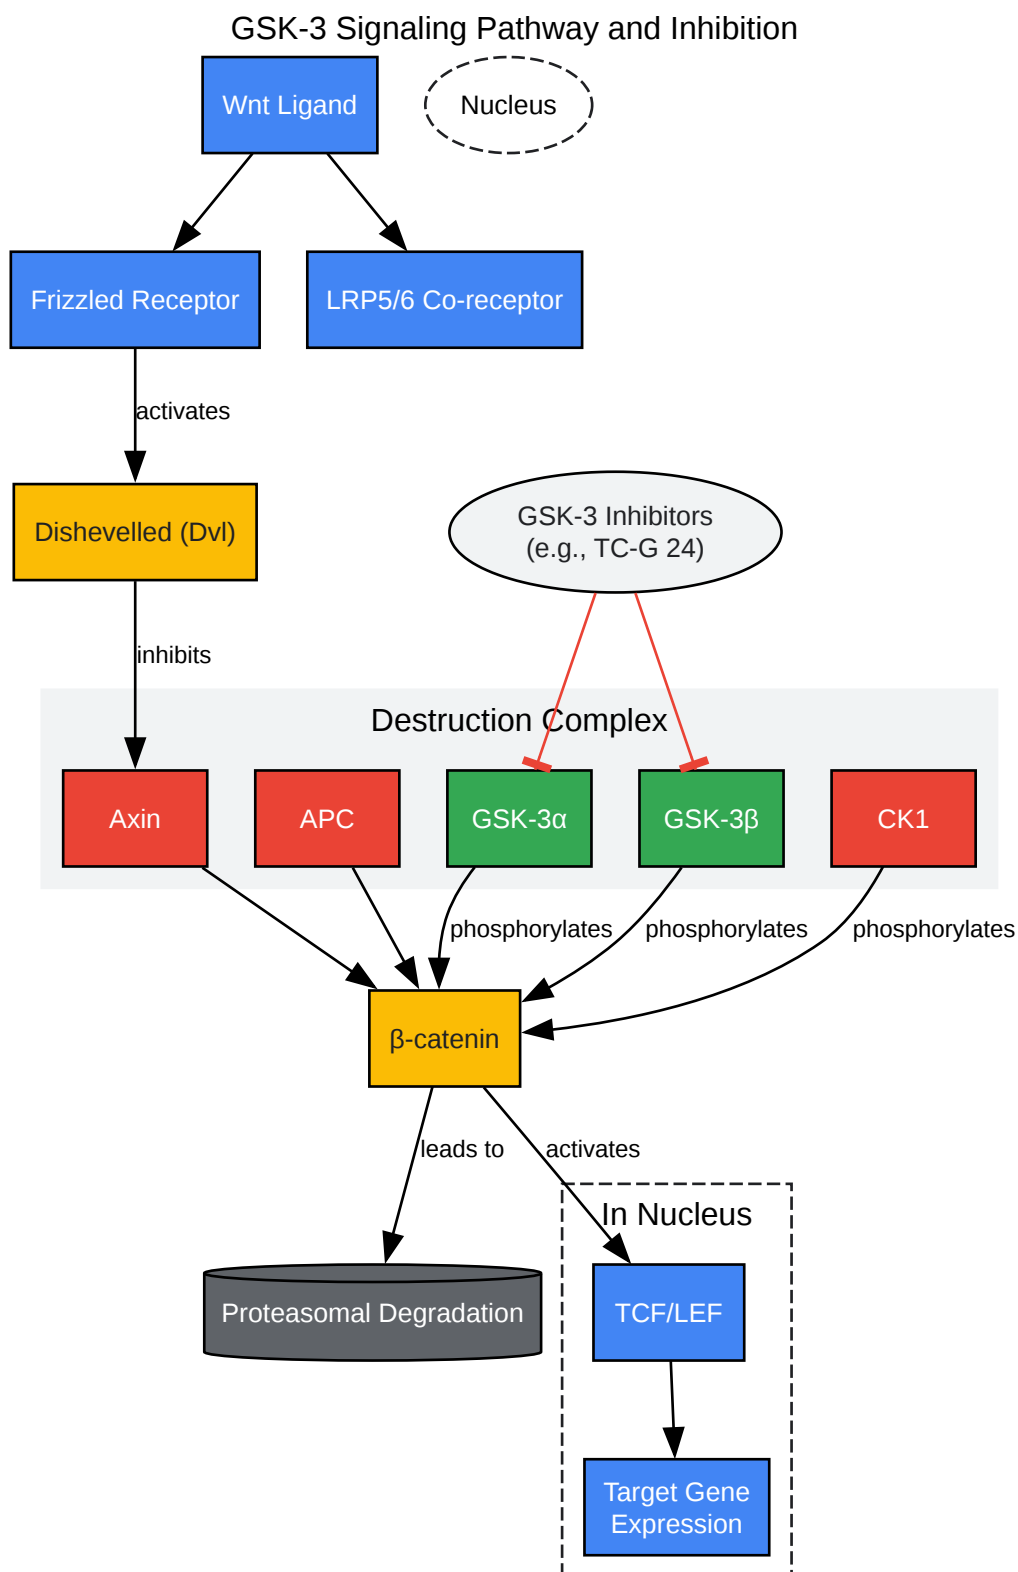 GSK-3 Signaling Pathway and Inhibition
Wnt Ligand
Nucleus
Frizzled Receptor
LRP5/6 Co-receptor
activates
Dishevelled (Dvl)
GSK-3 Inhibitors
(e.g., TC-G 24)
inhibits
Destruction Complex
Axin
APC
GSK-3α
GSK-3β
CK1
phosphorylates
phosphorylates
phosphorylates
β-catenin
leads to
activates
In Nucleus
Proteasomal Degradation
TCF/LEF
Target Gene
Expression